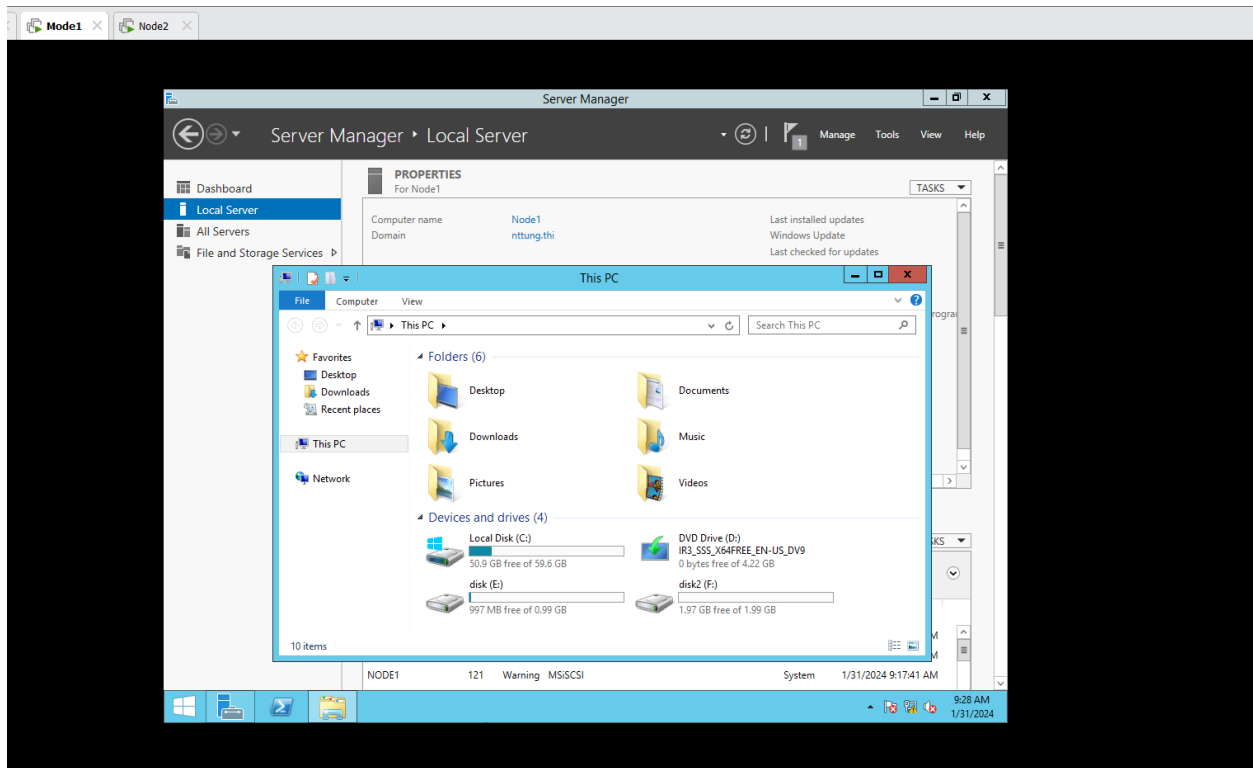 Mode1
Node2
Server Manager
Server Manager • Local Server
1
Manage Tools View Help
Dashboard
Local Server
All Servers
File and Storage Services
PROPERTIES
For Node1
TASKS
Computer name Node1 Last installed updates
Domain nttung.thi Windows Update
Last checked for updates
This PC
File Computer View
This PC
Search This PC
Favorites
Desktop
Downloads
Recent places
This PC
Network
Folders (6)
Desktop Documents
Downloads Music
Pictures Videos
Devices and drives (4)
Local Disk (C:)
50.9 GB free of 59.6 GB
DVD Drive (D:)
IR3_SSS_X64FREE_EN-US_DV9
0 bytes free of 4.22 GB
disk (E:)
997 MB free of 0.99 GB
disk2 (F:)
1.97 GB free of 1.99 GB
10 items
NODE1 121 Warning MSiSCSI System 1/31/2024 9:17:41 AM
9:28 AM
1/31/2024